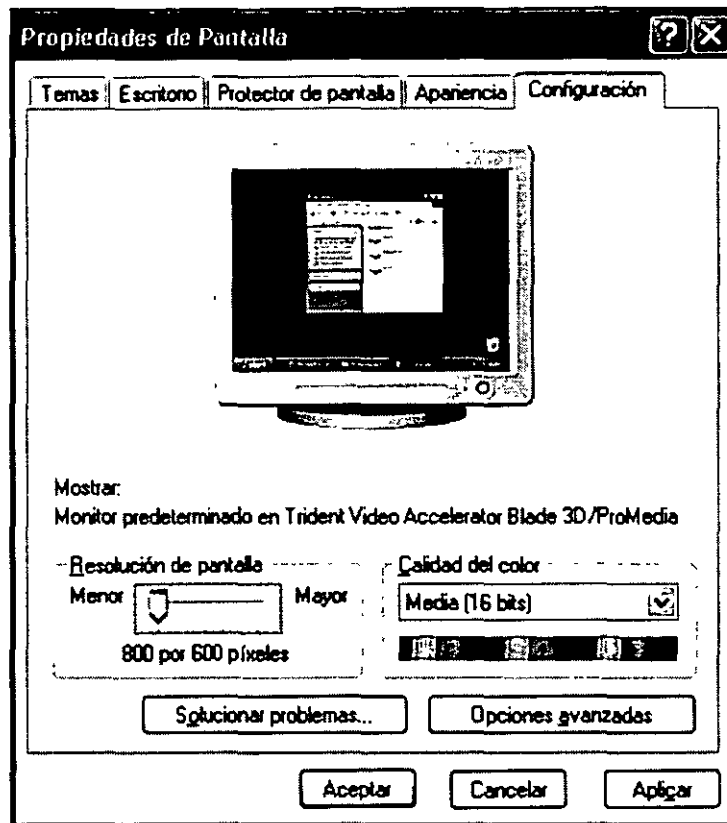 Propiedades de Pantalla
Temas Escritorio Protector de pantalla Apariencia Configuración
Mostrar:
Monitor predeterminado en Trident Video Accelerator Blade 3D/ProMedia
Resolución de pantalla
Menor Mayor
800 por 600 píxeles
Calidad del color
Media (16 bits)
Solucionar problemas... Opciones avanzadas
Aceptar Cancelar Aplicar